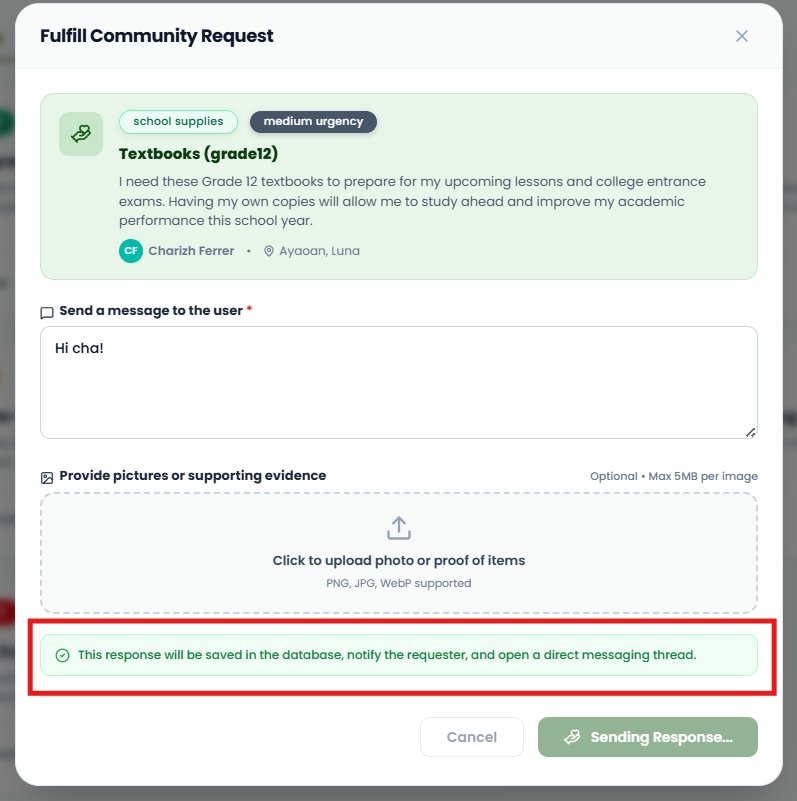 Fulfill Community Request
school supplies
medium urgency
Textbooks (grade12)
I need these Grade 12 textbooks to prepare for my upcoming lessons and college entrance
exams. Having my own copies will allow me to study ahead and improve my academic
performance this school year.
CF Charizh Ferrer • Ayaoan, Luna
Send a message to the user *
Hi cha!
Provide pictures or supporting evidence
Optional • Max 5MB per image
Click to upload photo or proof of items
PNG, JPG, WebP supported
This response will be saved in the database, notify the requester, and open a direct messaging thread.
Cancel
Sending Response...